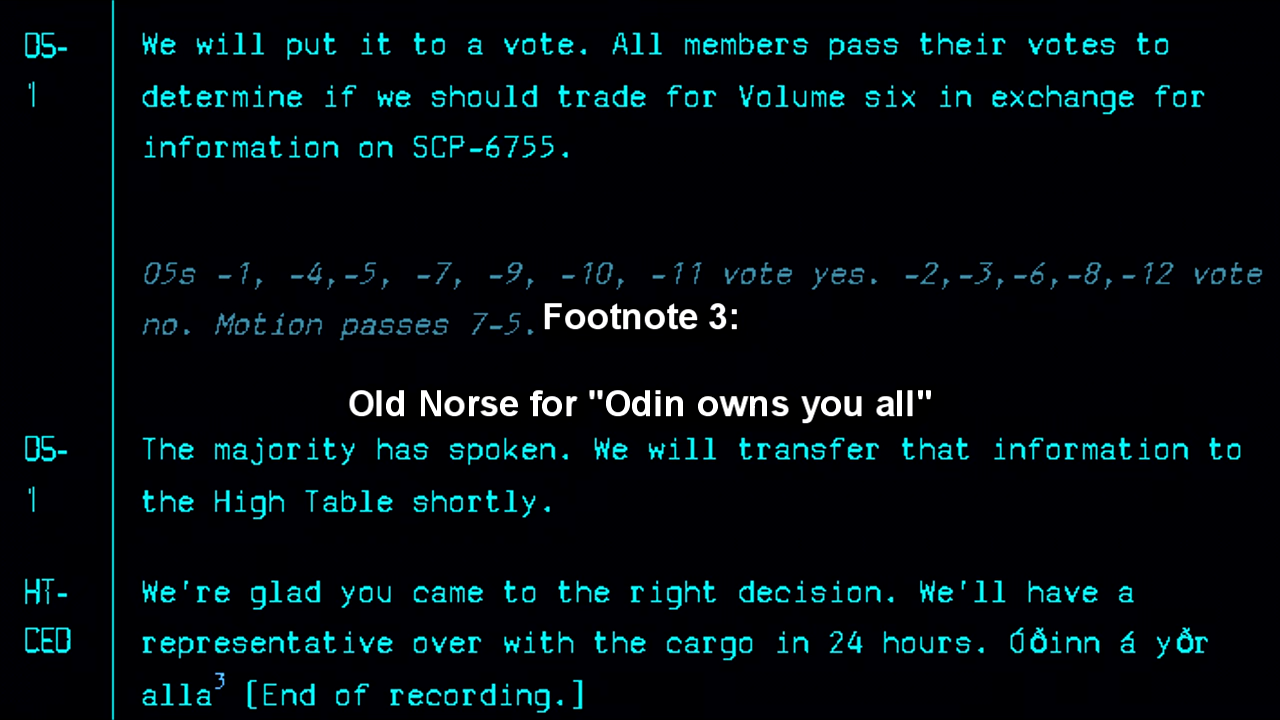 O5-
We will put it to a vote. All members pass their votes to
1
determine if we should trade for Volume six in exchange for
information on SCP-6755.
O5s -1, -4,-5, -7, -9, -10, -11 vote yes. -2,-3,-6,-8,-12 vote
no. Motion passes 7-5.
Footnote 3:
Old Norse for "Odin owns you all"
O5-
The majority has spoken. We will transfer that information to
1
the High Table shortly.
HT-
We're glad you came to the right decision. We'll have a
CEO
representative over with the cargo in 24 hours. Óðinn á yðr
alla3 [End of recording.]